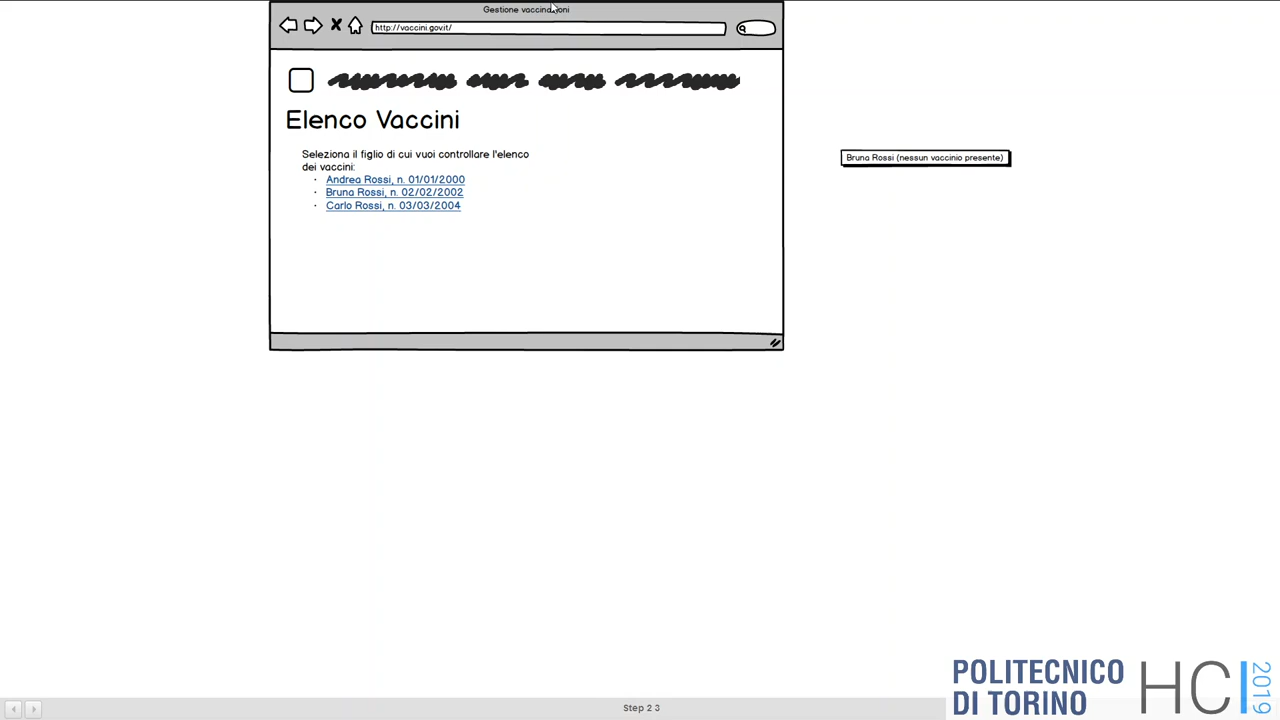 Gestione vaccinazioni
http://vaccini.gov.it/
Elenco Vaccini
Seleziona il figlio di cui vuoi controllare l'elenco
dei vaccini:
· Andrea Rossi, n. 01/01/2000
· Bruna Rossi, n. 02/02/2002
· Carlo Rossi, n. 03/03/2004
Bruna Rossi (nessun vaccinio presente)
Step 2 3
POLITECNICO
DI TORINO
HCI
2019